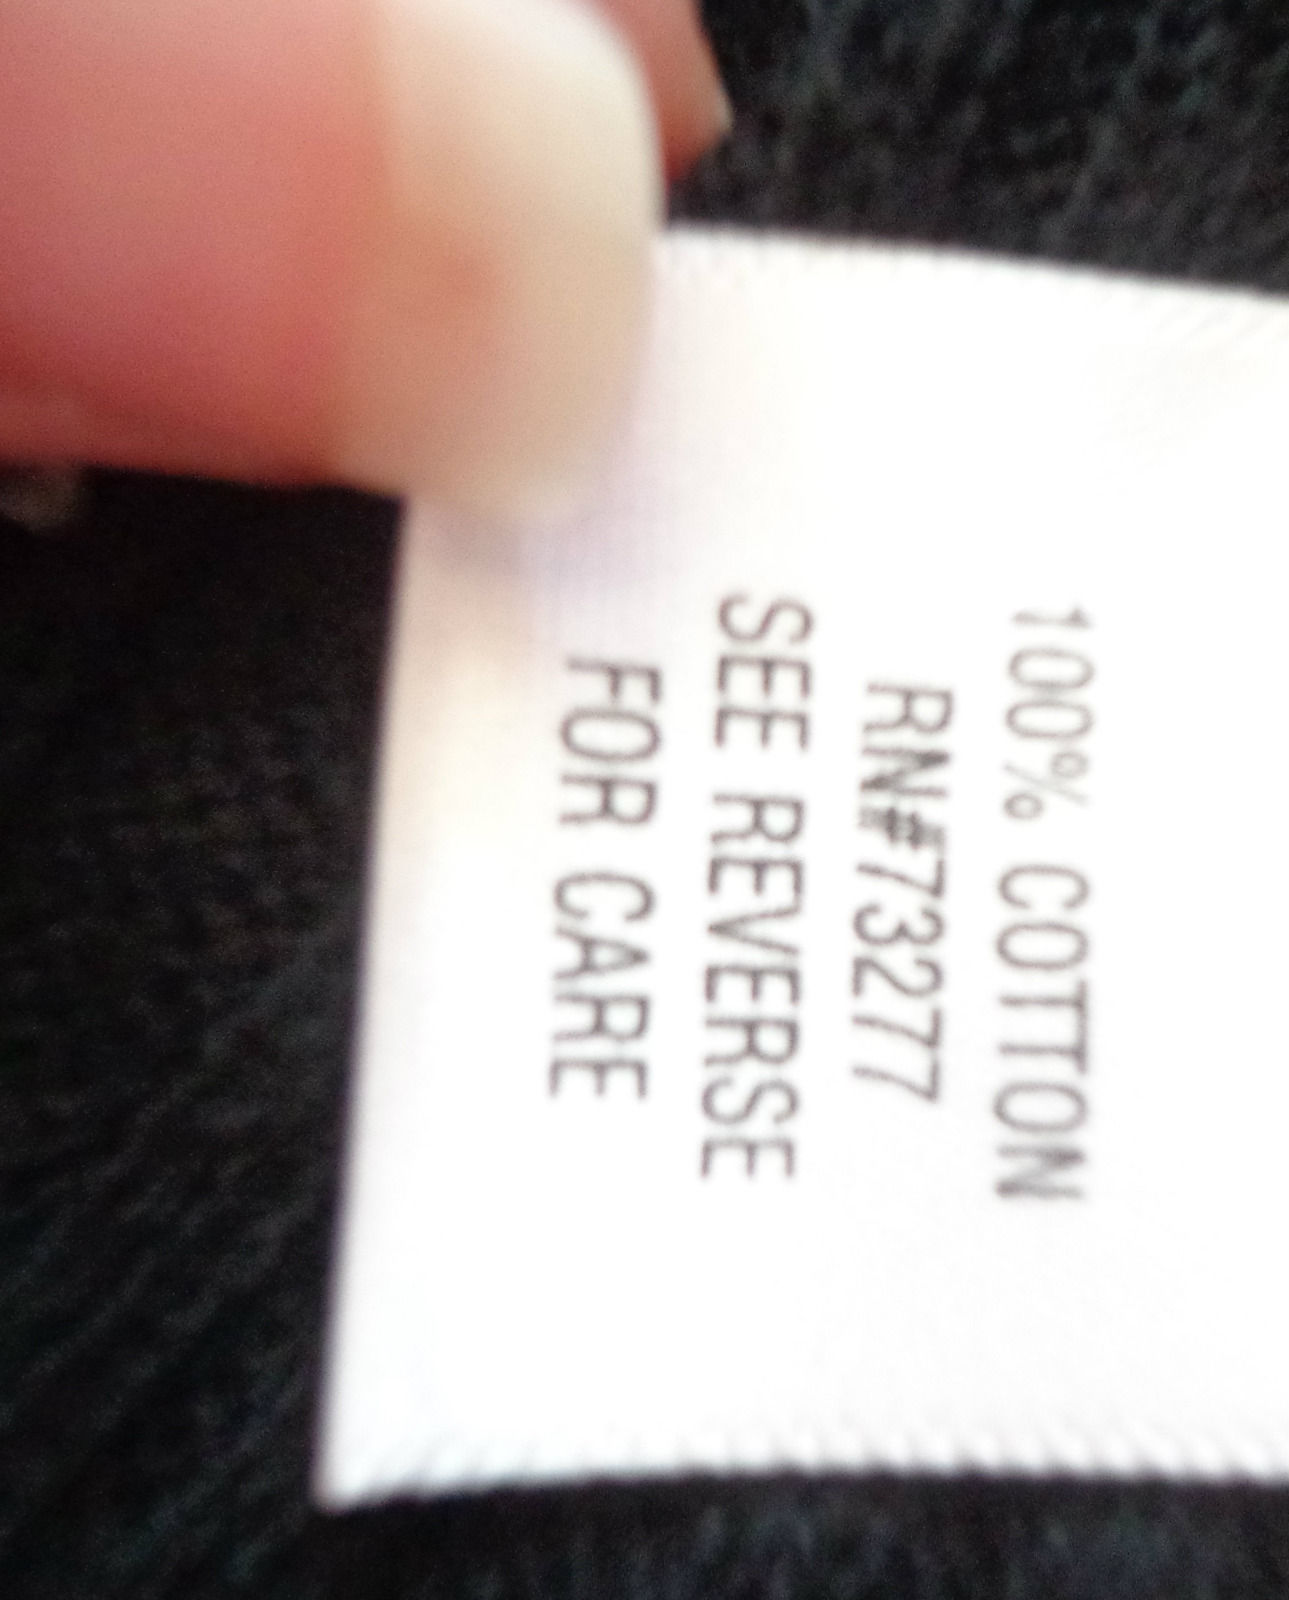 100% COTTON
RN#73277
SEE REVERSE
FOR CARE